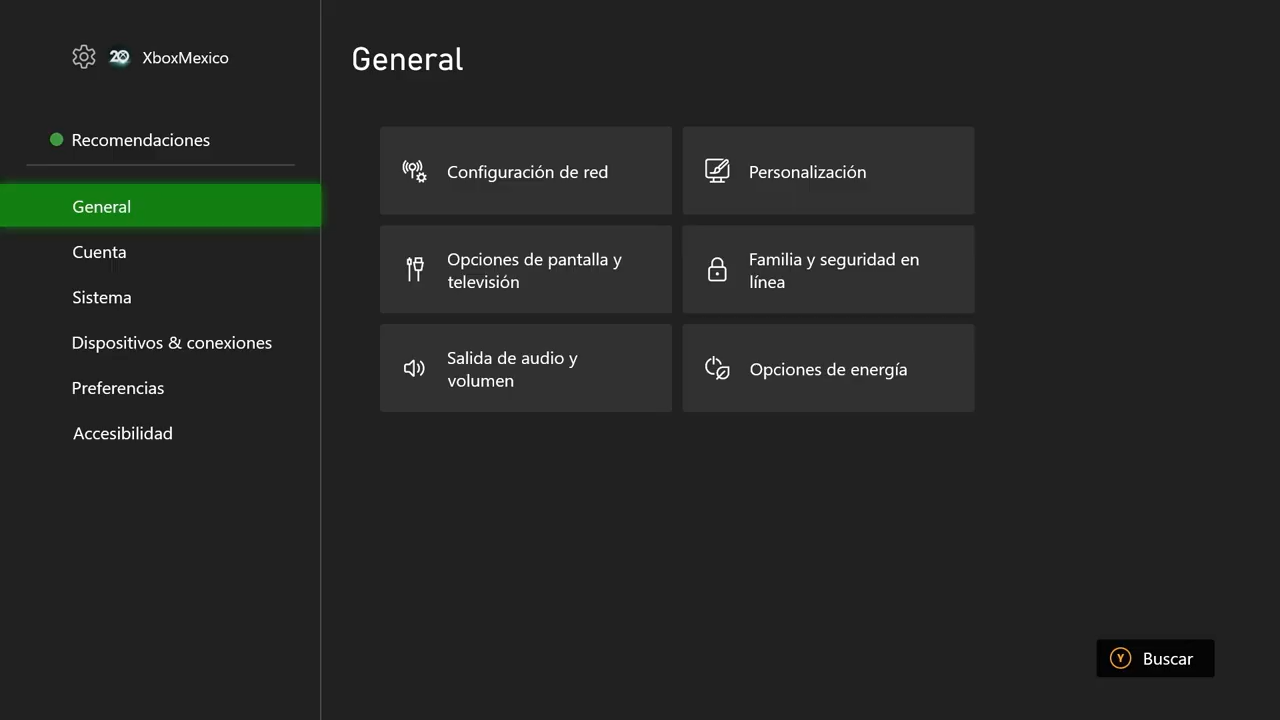 20 XboxMexico
General
Recomendaciones
General
Cuenta
Sistema
Dispositivos & conexiones
Preferencias
Accesibilidad
Configuración de red
Personalización
Opciones de pantalla y
televisión
Familia y seguridad en
línea
Salida de audio y
volumen
Opciones de energía
Y Buscar